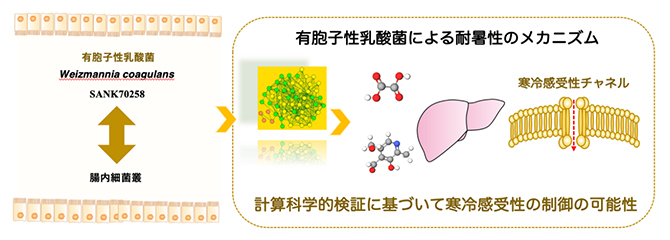 有胞子性乳酸菌
Weizmannia coagulans
SANK70258
腸内細菌叢
有胞子性乳酸菌による耐暑性のメカニズム
寒冷感受性チャネル
計算科学的検証に基づいて寒冷感受性の制御の可能性